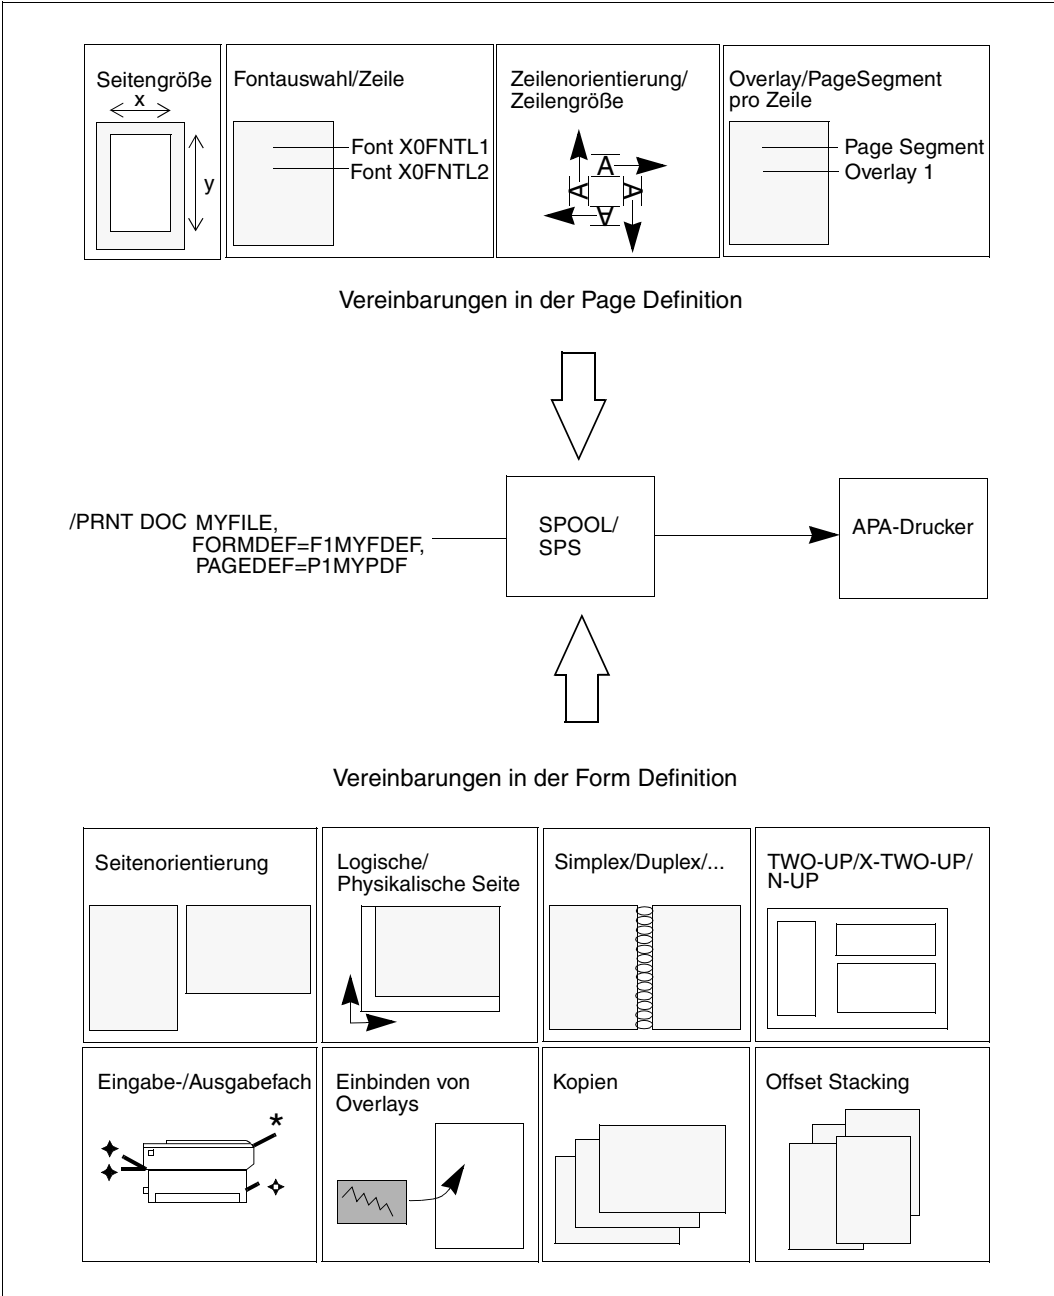 Seitengröße
x
y
Fontauswahl/Zeile
Font X0FNTL1
Font X0FNTL2
Zeilenorientierung/
Zeilengröße
A
A
A
A
Overlay/PageSegment
pro Zeile
Page Segment
Overlay 1
Vereinbarungen in der Page Definition
/PRNT DOC MYFILE,
FORMDEF=F1MYFDEF,
PAGEDEF=P1MYPDF
SPOOL/
SPS
APA-Drucker
Vereinbarungen in der Form Definition
Seitenorientierung
Logische/
Physikalische Seite
Simplex/Duplex/...
TWO-UP/X-TWO-UP/
N-UP
Eingabe-/Ausgabefach
*
Einbinden von
Overlays
Kopien
Offset Stacking